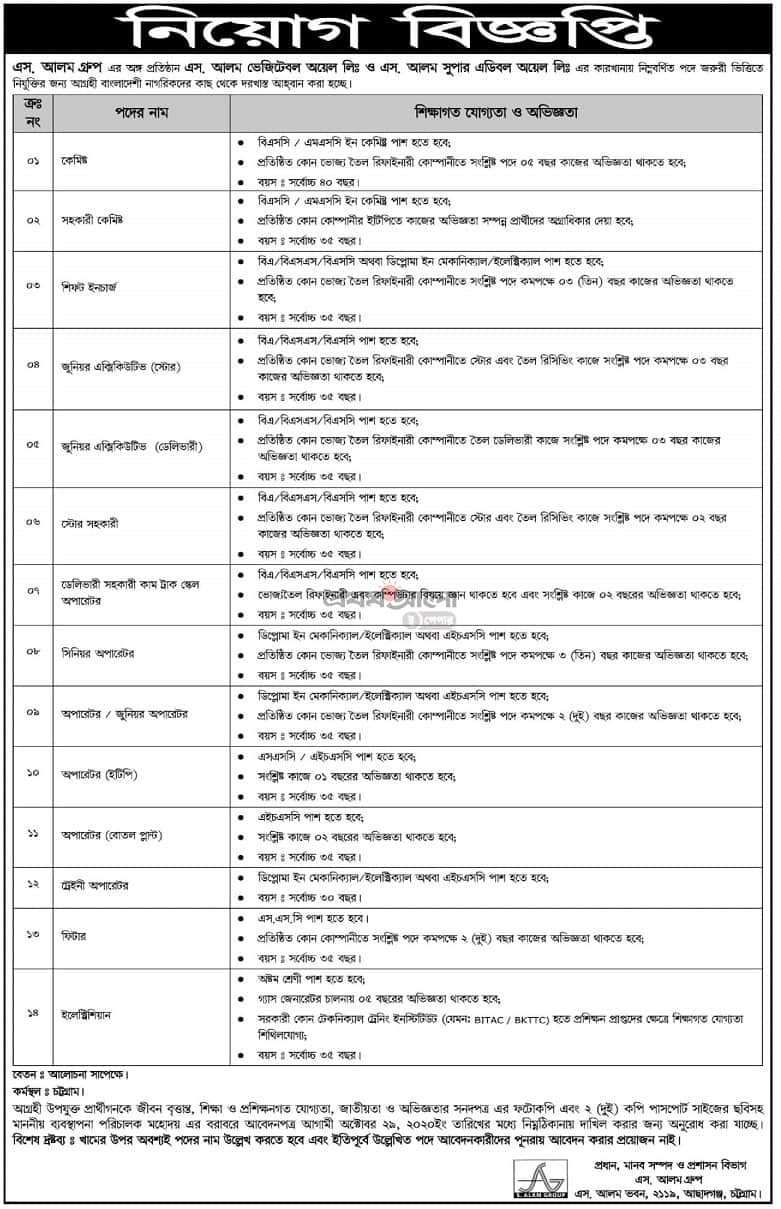 নিয়োগ বিজ্ঞপ্তি
এস. আলম গ্রুপ এর অঙ্গ প্রতিষ্ঠান এস. আলম ভেজিটেবল অয়েল লিঃ ও এস. আলম সুপার এডিবল অয়েল লিঃ এর কারখানায় নিম্নবর্ণিত পদে জরুরী ভিত্তিতে
নিযুক্তির জন্য আগ্রহী বাংলাদেশী নাগরিকদের কাছ থেকে দরখাস্ত আহ্বান করা হচ্ছে।
ক্রঃ নং
পদের নাম
শিক্ষাগত যোগ্যতা ও অভিজ্ঞতা
০১
কেমিষ্ট
● বিএসসি / এমএসসি ইন কেমিষ্ট্রি পাশ হতে হবে;
● প্রতিষ্ঠিত কোন ভোজ্য তৈল রিফাইনারী কোম্পানীতে সংশ্লিষ্ট পদে ০৫ বছর কাজের অভিজ্ঞতা থাকতে হবে;
● বয়স ঃ সর্বোচ্চ ৪০ বছর।
০২
সহকারী কেমিষ্ট
● বিএসসি / এমএসসি ইন কেমিষ্ট্রি পাশ হতে হবে;
● প্রতিষ্ঠিত কোন কোম্পানীর ইটিপিতে কাজের অভিজ্ঞতা সম্পন্ন প্রার্থীদের অগ্রাধিকার দেয়া হবে;
● বয়স ঃ সর্বোচ্চ ৩৫ বছর।
০৩
শিফট ইনচার্জ
● বিএ/বিএসএস/বিএসসি অথবা ডিপ্লোমা ইন মেকানিক্যাল/ইলেক্ট্রিক্যাল পাশ হতে হবে;
● প্রতিষ্ঠিত কোন ভোজ্য তৈল রিফাইনারী কোম্পানীতে সংশ্লিষ্ট পদে কমপক্ষে ০৩ (তিন) বছর কাজের অভিজ্ঞতা থাকতে
হবে;
● বয়স ঃ সর্বোচ্চ ৩৫ বছর।
০৪
জুনিয়র এক্সিকিউটিভ (স্টোর)
● বিএ/বিএসএস/বিএসসি পাশ হতে হবে;
● প্রতিষ্ঠিত কোন ভোজ্য তৈল রিফাইনারী কোম্পানীতে স্টোর এবং তৈল রিসিভিং কাজে সংশ্লিষ্ট পদে কমপক্ষে ০৩ বছর
কাজের অভিজ্ঞতা থাকতে হবে;
● বয়স ঃ সর্বোচ্চ ৩৫ বছর।
০৫
জুনিয়র এক্সিকিউটিভ (ডেলিভারী)
● বিএ/বিএসএস/বিএসসি পাশ হতে হবে;
● প্রতিষ্ঠিত কোন ভোজ্য তৈল রিফাইনারী কোম্পানীতে তৈল ডেলিভারী কাজে সংশ্লিষ্ট পদে কমপক্ষে ০৩ বছর কাজের
অভিজ্ঞতা থাকতে হবে;
● বয়স ঃ সর্বোচ্চ ৩৫ বছর।
০৬
স্টোর সহকারী
● বিএ/বিএসএস/বিএসসি পাশ হতে হবে;
● প্রতিষ্ঠিত কোন ভোজ্য তৈল রিফাইনারী কোম্পানীতে স্টোর এবং তৈল রিসিভিং কাজে সংশ্লিষ্ট পদে কমপক্ষে ০২ বছর
কাজের অভিজ্ঞতা থাকতে হবে;
● বয়স ঃ সর্বোচ্চ ৩৫ বছর।
০৭
ডেলিভারী সহকারী কাম ট্রাক স্কেল
অপারেটর
● বিএ/বিএসএস/বিএসসি পাশ হতে হবে;
● ভোজ্যতৈল রিফাইনারী এবং কম্পিউটার বিষয়ে জ্ঞান থাকতে হবে এবং সংশ্লিষ্ট কাজে ০২ বছরের অভিজ্ঞতা থাকতে হবে;
● বয়স ঃ সর্বোচ্চ ৩৫ বছর।
প্রথম আলো
ই পেপার
০৮
সিনিয়র অপারেটর
● ডিপ্লোমা ইন মেকানিক্যাল/ইলেক্ট্রিক্যাল অথবা এইচএসসি পাশ হতে হবে;
● প্রতিষ্ঠিত কোন ভোজ্য তৈল রিফাইনারী কোম্পানীতে সংশ্লিষ্ট পদে কমপক্ষে ৩ (তিন) বছর কাজের অভিজ্ঞতা থাকতে হবে;
● বয়স ঃ সর্বোচ্চ ৩৫ বছর।
০৯
অপারেটর / জুনিয়র অপারেটর
● ডিপ্লোমা ইন মেকানিক্যাল/ইলেক্ট্রিক্যাল অথবা এইচএসসি পাশ হতে হবে;
● প্রতিষ্ঠিত কোন ভোজ্য তৈল রিফাইনারী কোম্পানীতে সংশ্লিষ্ট পদে কমপক্ষে ২ (দুই) বছর কাজের অভিজ্ঞতা থাকতে হবে;
● বয়স ঃ সর্বোচ্চ ৩৫ বছর।
১০
অপারেটর (ইটিপি)
● এসএসসি / এইচএসসি পাশ হতে হবে;
● সংশ্লিষ্ট কাজে ০১ বছরের অভিজ্ঞতা থাকতে হবে;
● বয়স ঃ সর্বোচ্চ ৩৫ বছর।
১১
অপারেটর (বোতল প্লান্ট)
● এইচএসসি পাশ হতে হবে;
● সংশ্লিষ্ট কাজে ০২ বছরের অভিজ্ঞতা থাকতে হবে;
● বয়স ঃ সর্বোচ্চ ৩৫ বছর।
১২
ট্রেইনী অপারেটর
● ডিপ্লোমা ইন মেকানিক্যাল/ইলেক্ট্রিক্যাল অথবা এইচএসসি পাশ হতে হবে;
● বয়স ঃ সর্বোচ্চ ৩০ বছর।
১৩
ফিটার
● এস.এস.সি পাশ হতে হবে।
● প্রতিষ্ঠিত কোন কোম্পানীতে সংশ্লিষ্ট পদে কমপক্ষে ২ (দুই) বছর কাজের অভিজ্ঞতা থাকতে হবে;
● বয়স ঃ সর্বোচ্চ ৩৫ বছর।
১৪
ইলেক্ট্রিশিয়ান
● অষ্টম শ্রেণী পাশ হতে হবে;
● গ্যাস জেনারেটর চালনায় ০৫ বছরের অভিজ্ঞতা থাকতে হবে;
● সরকারী কোন টেকনিক্যাল ট্রেনিং ইনস্টিটিউট (যেমন: BITAC / BKTTC) হতে প্রশিক্ষন প্রাপ্তদের ক্ষেত্রে শিক্ষাগত যোগ্যতা
শিথিলযোগ্য;
● বয়স ঃ সর্বোচ্চ ৩৫ বছর।
বেতন ঃ আলোচনা সাপেক্ষে।
কর্মস্থল ঃ চট্টগ্রাম।
আগ্রহী উপযুক্ত প্রার্থীগনকে জীবন বৃত্তান্ত, শিক্ষা ও প্রশিক্ষনগত যোগ্যতা, জাতীয়তা ও অভিজ্ঞতার সনদপত্র এর ফটোকপি এবং ২ (দুই) কপি পাসপোর্ট সাইজের ছবিসহ
মাননীয় ব্যবস্থাপনা পরিচালক মহোদয় এর বরাবরে আবেদনপত্র আগামী অক্টোবর ২৯, ২০২০ইং তারিখের মধ্যে নিম্নঠিকানায় দাখিল করার জন্য অনুরোধ করা যাচ্ছে।
বিশেষ দ্রষ্টব্য ঃ খামের উপর অবশ্যই পদের নাম উল্লেখ করতে হবে এবং ইতিপূর্বে উল্লেখিত পদে আবেদনকারীদের পুনরায় আবেদন করার প্রয়োজন নাই।
S. ALAM GROUP
প্রধান, মানব সম্পদ ও প্রশাসন বিভাগ
এস. আলম গ্রুপ
এস. আলম ভবন, ২১১৯, আছাদগঞ্জ, চট্টগ্রাম।